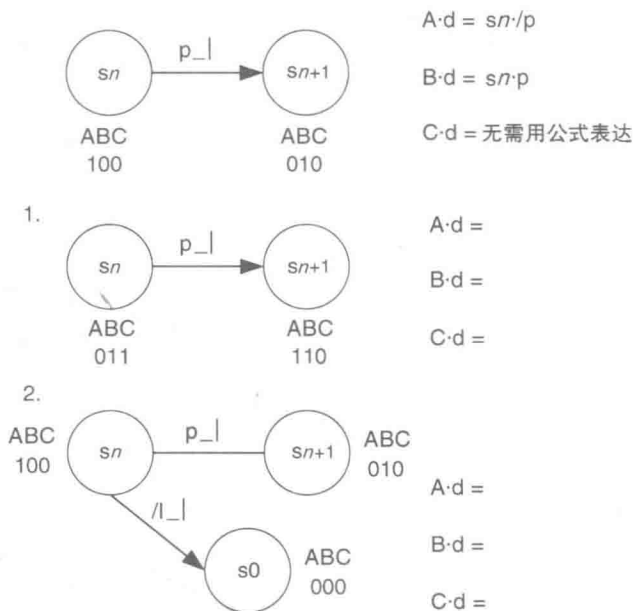 A·d = sn·/p
p_|
sn
sn+1
B·d = sn·p
ABC
100
ABC
010
C·d = 无需用公式表达
1.
p_|
A·d =
sn
sn+1
B·d =
ABC
011
ABC
110
C·d =
2.
ABC
100
sn
p_|
sn+1
ABC
010
A·d =
/I_|
B·d =
s0
ABC
000
C·d =